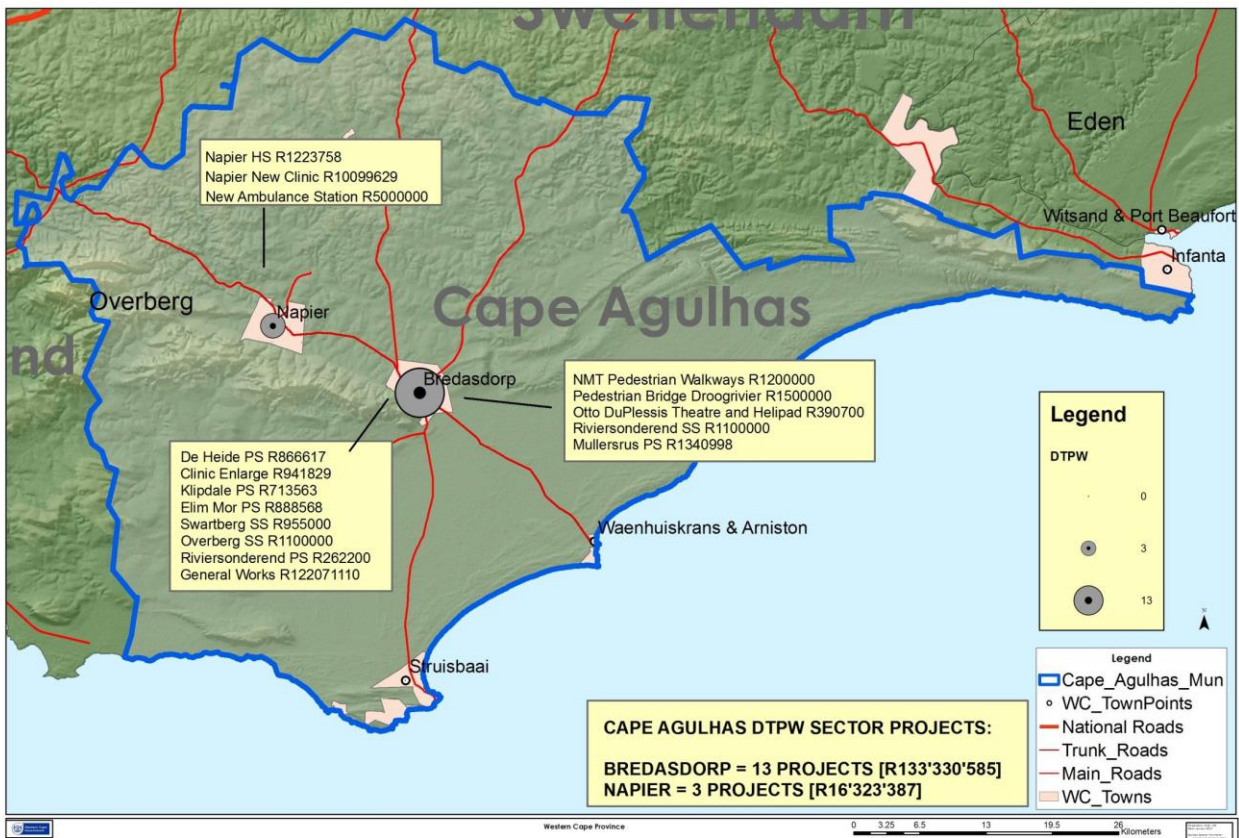 Swellendam
Eden
Napier HS R1223758
Napier New Clinic R10099629
New Ambulance Station R5000000
Witsand & Port Beaufort
Infanta
Overberg
Napier
Cape Agulhas
nd
Bredasdorp
NMT Pedestrian Walkways R1200000
Pedestrian Bridge Droogrivier R1500000
Otto DuPlessis Theatre and Helipad R390700
Riviersonderend SS R1100000
Mullersrus PS R1340998
De Heide PS R866617
Clinic Enlarge R941829
Klipdale PS R713563
Elim Mor PS R888568
Swartberg SS R955000
Overberg SS R1100000
Riviersonderend PS R262200
General Works R122071110
Waenhuiskrans & Arniston
Struisbaai
Legend
DTPW
0
3
13
N
CAPE AGULHAS DTPW SECTOR PROJECTS:
BREDASDORP = 13 PROJECTS [R133'330'585]
NAPIER = 3 PROJECTS [R16'323'387]
Legend
Cape_Agulhas_Mun
WC_TownPoints
National Roads
Trunk_Roads
Main_Roads
WC_Towns
Western Cape Province
0 3.25 6.5 13 19.5 26
Kilometers